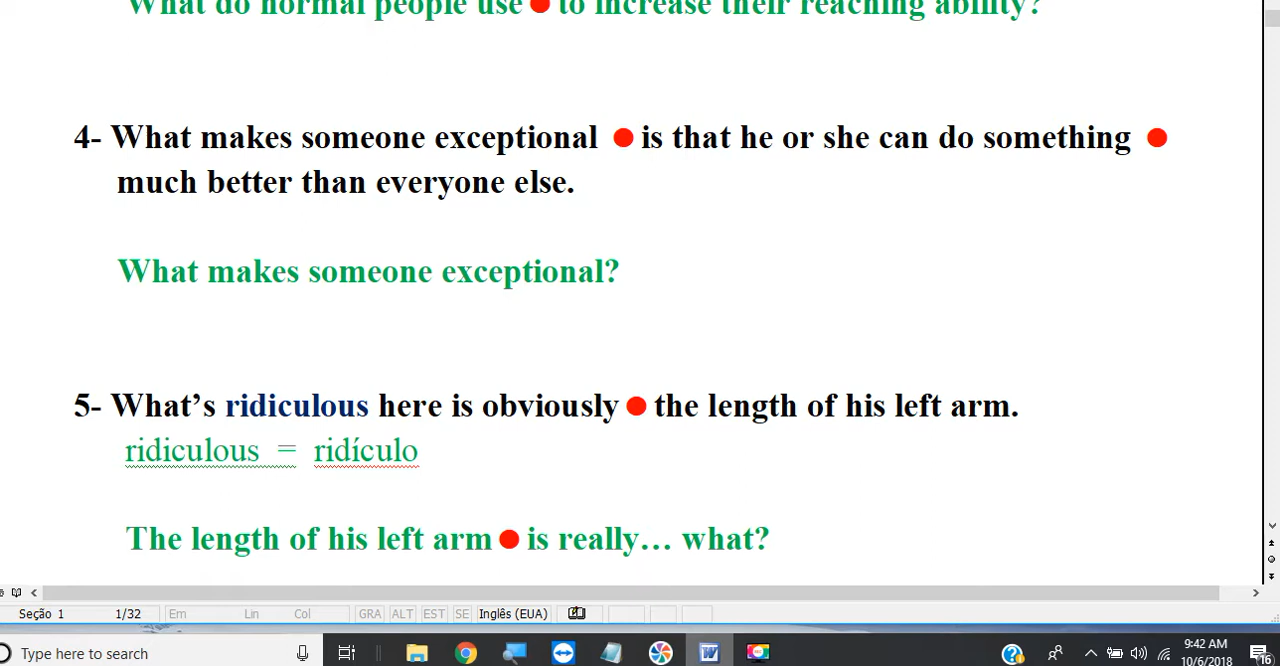 What do normal people use ● to increase their reaching ability?
4- What makes someone exceptional ● is that he or she can do something ●
much better than everyone else.
What makes someone exceptional?
5- What's ridiculous here is obviously ● the length of his left arm.
ridiculous = ridículo
The length of his left arm ● is really… what?
Seção 1 1/32 Em Lin Col GRA ALT EST SE Inglês (EUA)
Type here to search
9:42 AM
10/6/2018
16